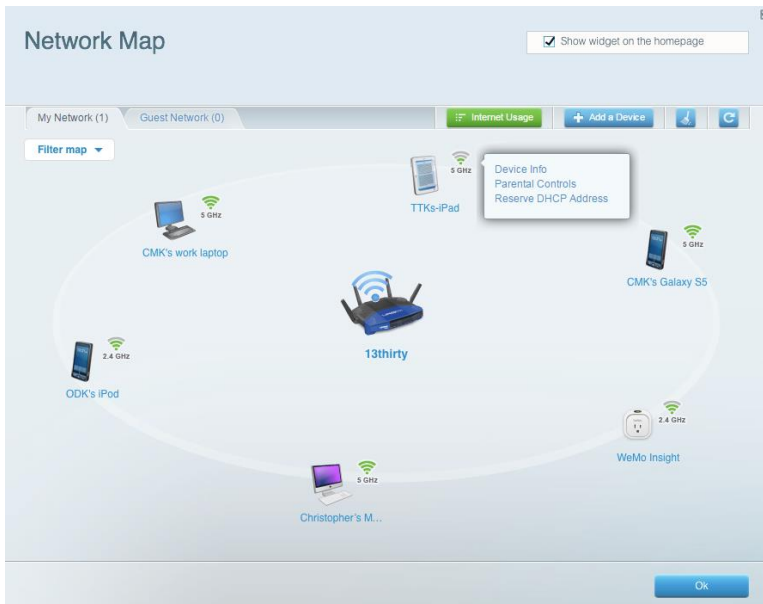 Network Map
Show widget on the homepage
My Network (1)
Guest Network (0)
Internet Usage
Add a Device
Filter map
5 GHz
TTKs-iPad
Device Info
Parental Controls
Reserve DHCP Address
5 GHz
CMK's work laptop
5 GHz
CMK's Galaxy S5
13thirty
2.4 GHz
ODK's iPod
2.4 GHz
WeMo Insight
5 GHz
Christopher's M...
Ok